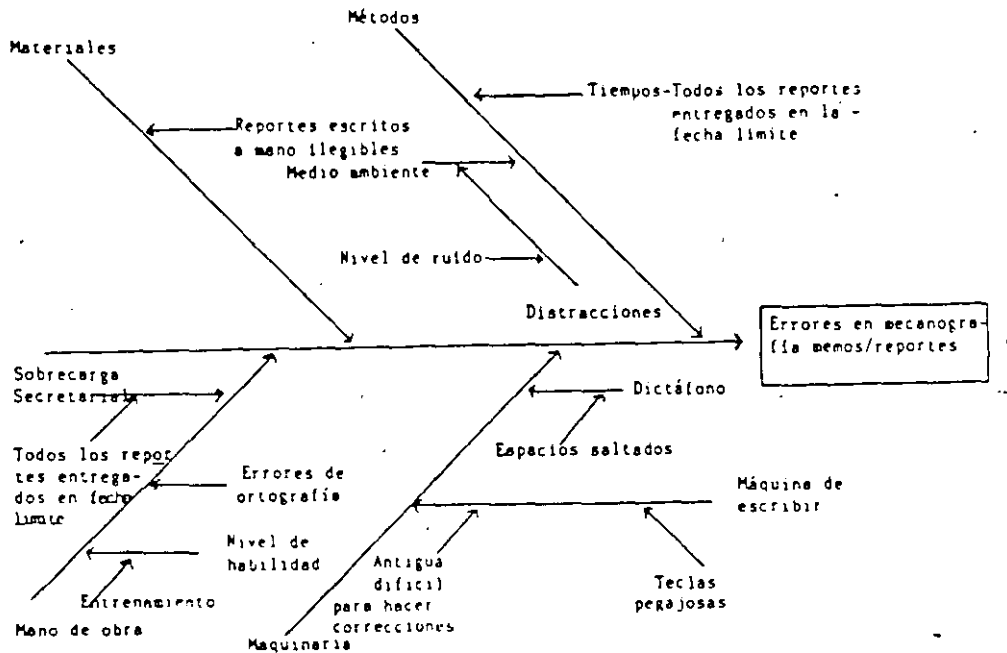 Métodos
Materiales
Tiempos-Todos los reportes
entregados en la -
fecha límite
Reportes escritos
a mano ilegibles
Medio ambiente
Nivel de ruido
Distracciones
Errores en mecanogra-
fía memos/reportes
Sobrecarga
Secretarial
Dictáfono
Espacios saltados
Todos los repor
tes entrega-
dos en fecha
límite
Errores de
ortografía
Máquina de
escribir
Nivel de
habilidad
Antigua
difícil
para hacer
correcciones
Teclas
pegajosas
Entrenamiento
Mano de obra
Maquinaria